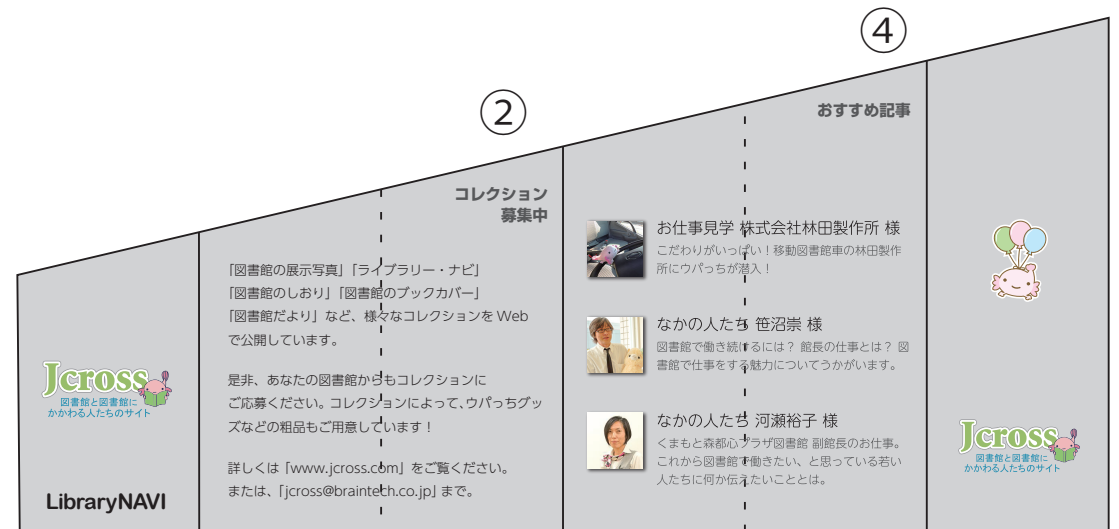 ②
④
コレクション
募集中
おすすめ記事
「図書館の展示写真」「ライブラリー・ナビ」
「図書館のしおり」「図書館のブックカバー」
「図書館だより」など、様々なコレクションを Web
で公開しています。
是非、あなたの図書館からもコレクションに
ご応募ください。コレクションによって、ウパっちグッ
ズなどの粗品もご用意しています！
詳しくは「www.jcross.com」をご覧ください。
または、「jcross@braintech.co.jp」まで。
お仕事見学 株式会社林田製作所 様
こだわりがいっぱい！移動図書館車の林田製作
所にウパっちが潜入！
なかの人たち 笹沼崇 様
図書館で働き続けるには？ 館長の仕事とは？ 図
書館で仕事をする魅力についてうかがいます。
なかの人たち 河瀬裕子 様
くまもと森都心プラザ図書館 副館長のお仕事。
これから図書館で働きたい、と思っている若い
人たちに何か伝えたいこととは。
Jcross
図書館と図書館に
かかわる人たちのサイト
LibraryNAVI
Jcross
図書館と図書館に
かかわる人たちのサイト